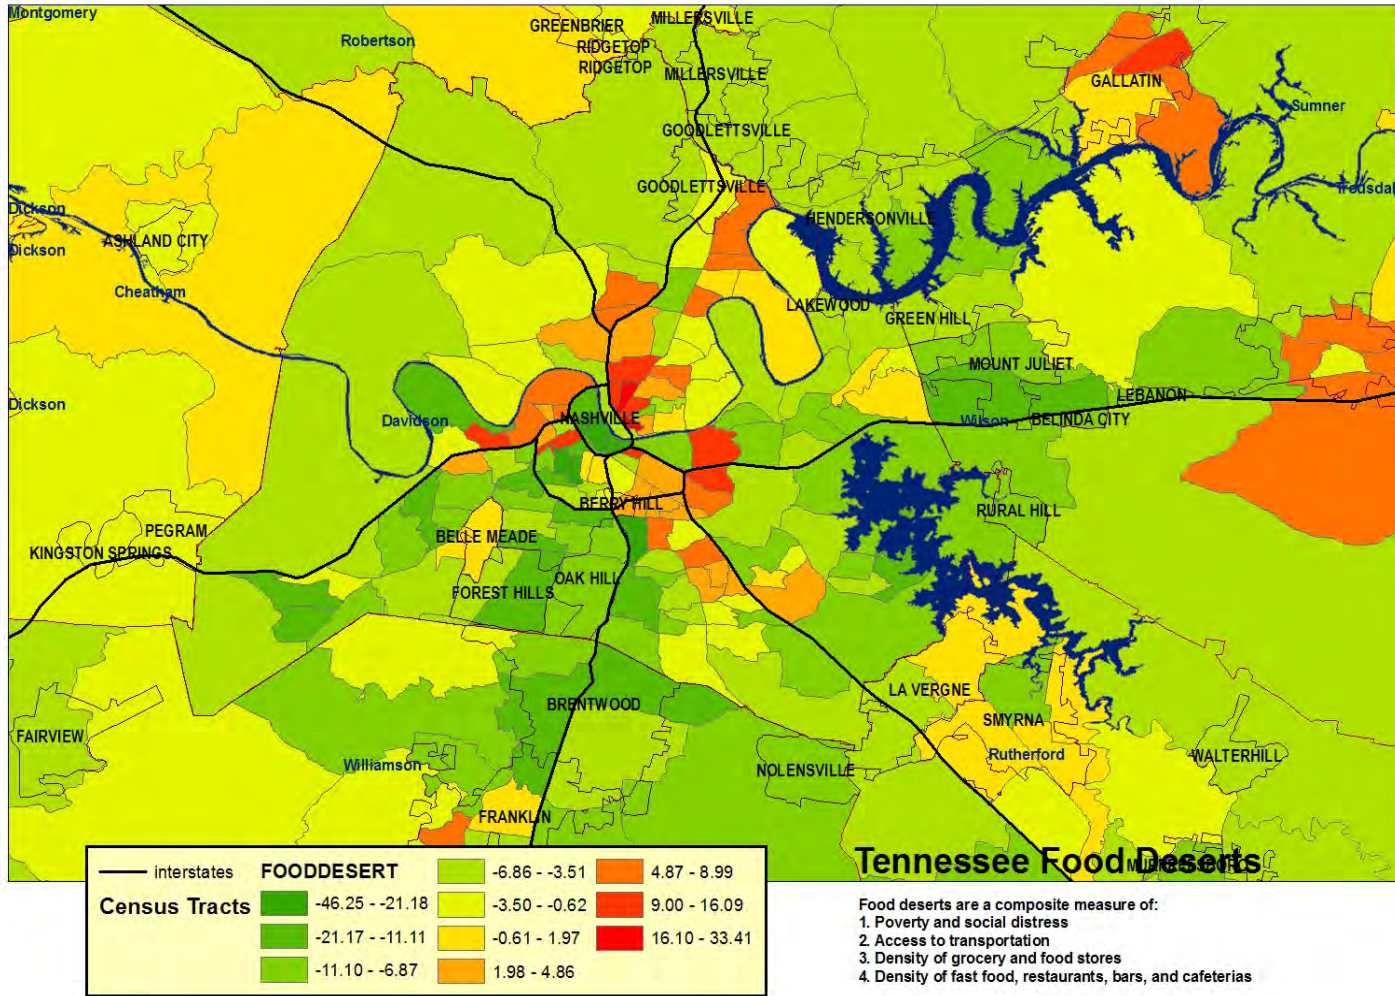 Montgomery
Robertson
GREENBRIER
RIDGETOP
RIDGETOP
MILLERSVILLE
MILLERSVILLE
GOODLETTSVILLE
GOODLETTSVILLE
GALLATIN
Sumner
Trousdal
HENDERSONVILLE
Dickson
Dickson
ASHLAND CITY
Cheatham
LAKEWOOD
GREEN HILL
MOUNT JULIET
LEBANON
Dickson
Davidson
NASHVILLE
Wilson
BELINDA CITY
BERRY HILL
RURAL HILL
PEGRAM
KINGSTON SPRINGS
BELLE MEADE
FOREST HILLS
OAK HILL
LA VERGNE
SMYRNA
BRENTWOOD
FAIRVIEW
Williamson
NOLENSVILLE
Rutherford
WALTERHILL
FRANKLIN
MURFREESBORO
Tennessee Food Deserts
interstates
Census Tracts
FOODDESERT
-46.25 - -21.18
-21.17 - -11.11
-11.10 - -6.87
-6.86 - -3.51
-3.50 - -0.62
-0.61 - 1.97
1.98 - 4.86
4.87 - 8.99
9.00 - 16.09
16.10 - 33.41
Food deserts are a composite measure of:
1. Poverty and social distress
2. Access to transportation
3. Density of grocery and food stores
4. Density of fast food, restaurants, bars, and cafeterias